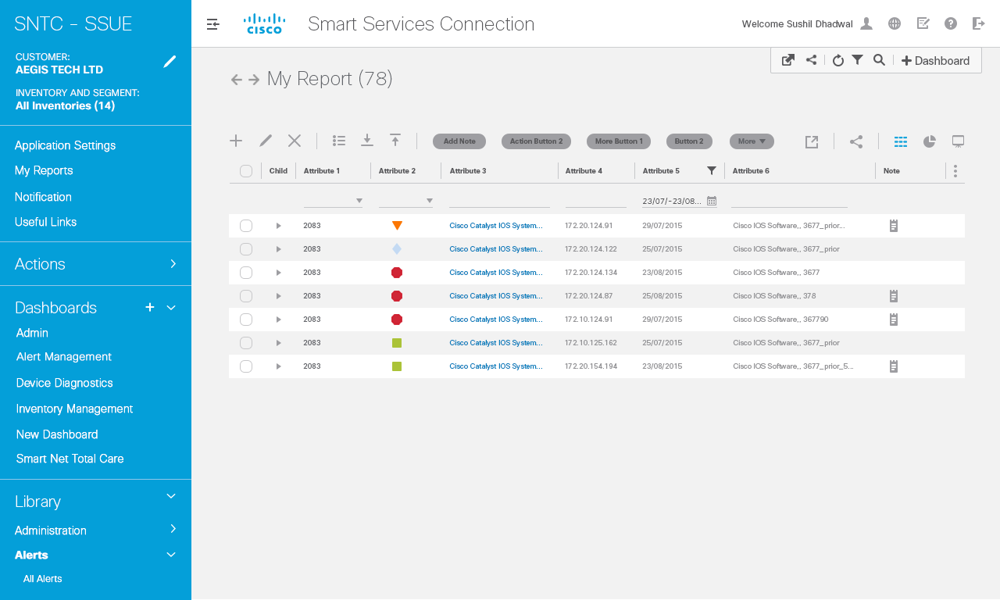 SNTC - SSUE
CUSTOMER:
AEGIS TECH LTD
INVENTORY AND SEGMENT:
All Inventories (14)
Application Settings
My Reports
Notification
Useful Links
Actions
Dashboards
Admin
Alert Management
Device Diagnostics
Inventory Management
New Dashboard
Smart Net Total Care
Library
Administration
Alerts
All Alerts
CISCO
Smart Services Connection
Welcome Sushil Dhadwal
Dashboard
My Report (78)
Add Note Action Button 2 More Button 1 Button 2 More
Child Attribute 1 Attribute 2 Attribute 3 Attribute 4 Attribute 5 Attribute 6 Note
23/07/-23/08...
2083 Cisco Catalyst IOS System... 172.20.124.91 29/07/2015 Cisco IOS Software,, 3677_prior...
2083 Cisco Catalyst IOS System... 172.20.124.122 25/07/2015 Cisco IOS Software,, 3677_prior
2083 Cisco Catalyst IOS System... 172.20.124.134 23/08/2015 Cisco IOS Software,, 3677
2083 Cisco Catalyst IOS System... 172.20.124.87 25/08/2015 Cisco IOS Software,, 378
2083 Cisco Catalyst IOS System... 172.10.124.91 29/07/2015 Cisco IOS Software,, 367790
2083 Cisco Catalyst IOS System... 172.10.125.162 25/07/2015 Cisco IOS Software,, 3677_prior
2083 Cisco Catalyst IOS System... 172.20.154.194 23/08/2015 Cisco IOS Software,, 3677_prior_5...